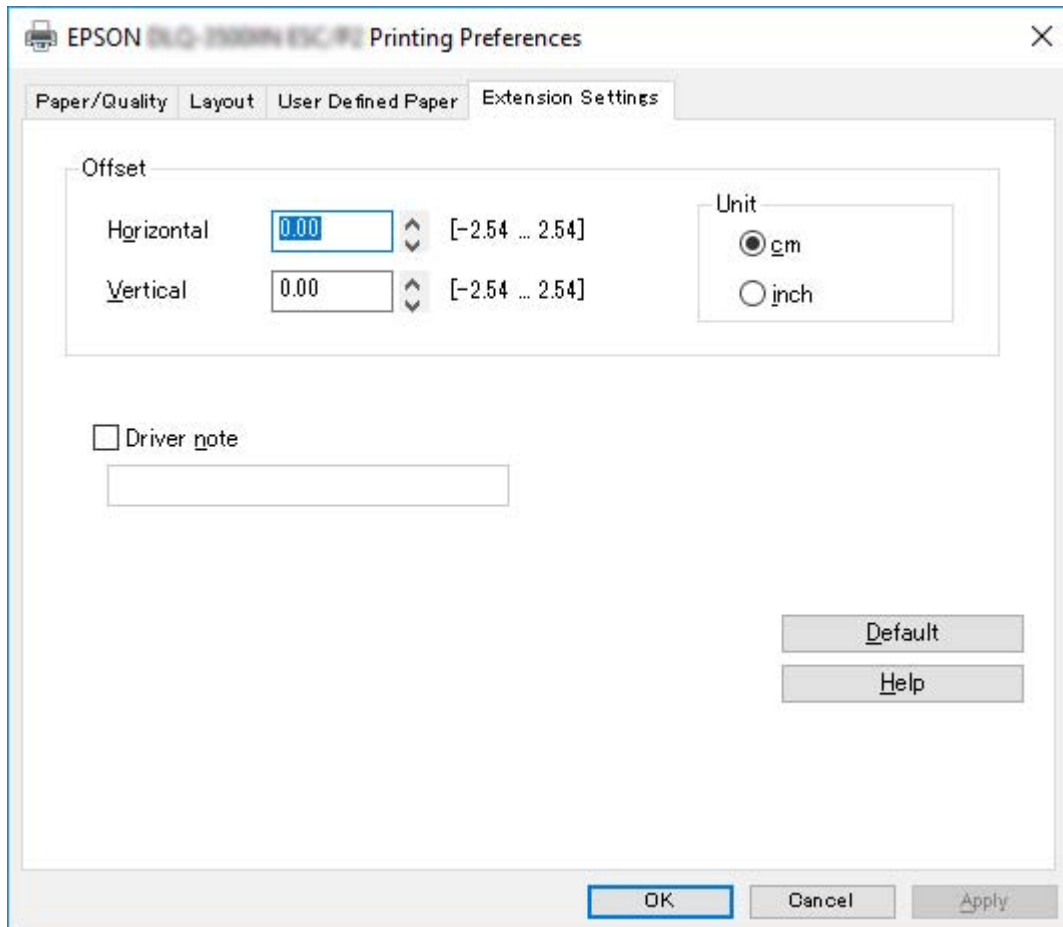 EPSON Printing Preferences
Paper/Quality Layout User Defined Paper Extension Settings
Offset
Horizontal 0.00 [-2.54 ... 2.54]
Vertical 0.00 [-2.54 ... 2.54]
Unit
cm
inch
Driver note
Default
Help
OK Cancel Apply